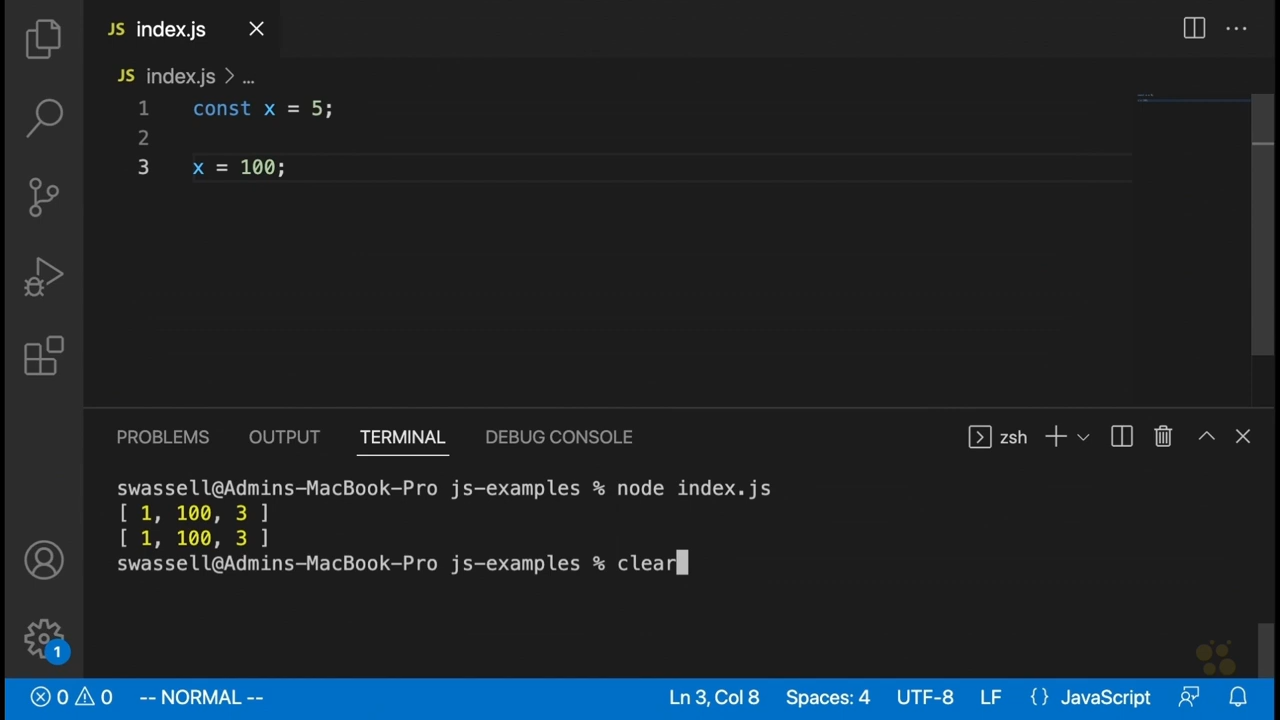 JS index.js
JS index.js > ...
1 const x = 5;
2
3 x = 100;
PROBLEMS OUTPUT TERMINAL DEBUG CONSOLE zsh
swassell@Admins-MacBook-Pro js-examples % node index.js
[ 1, 100, 3 ]
[ 1, 100, 3 ]
swassell@Admins-MacBook-Pro js-examples % clear
1
0 0 -- NORMAL -- Ln 3, Col 8 Spaces: 4 UTF-8 LF {} JavaScript